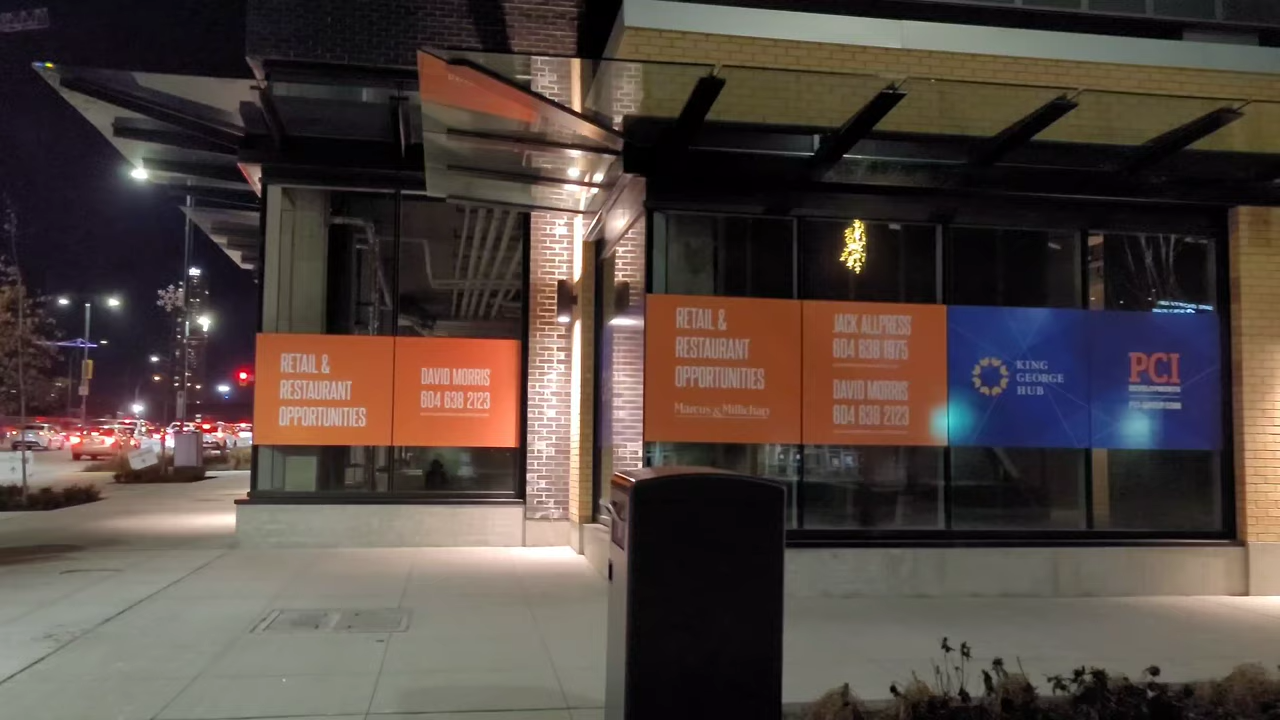 RETAIL &
RESTAURANT
OPPORTUNITIES
DAVID MORRIS
604 638 2123
RETAIL &
RESTAURANT
OPPORTUNITIES
Marcus & Millichap
JACK ALLPRESS
604 638 1975
DAVID MORRIS
604 638 2123
KING
GEORGE
HUB
PCI
DEVELOPMENTS